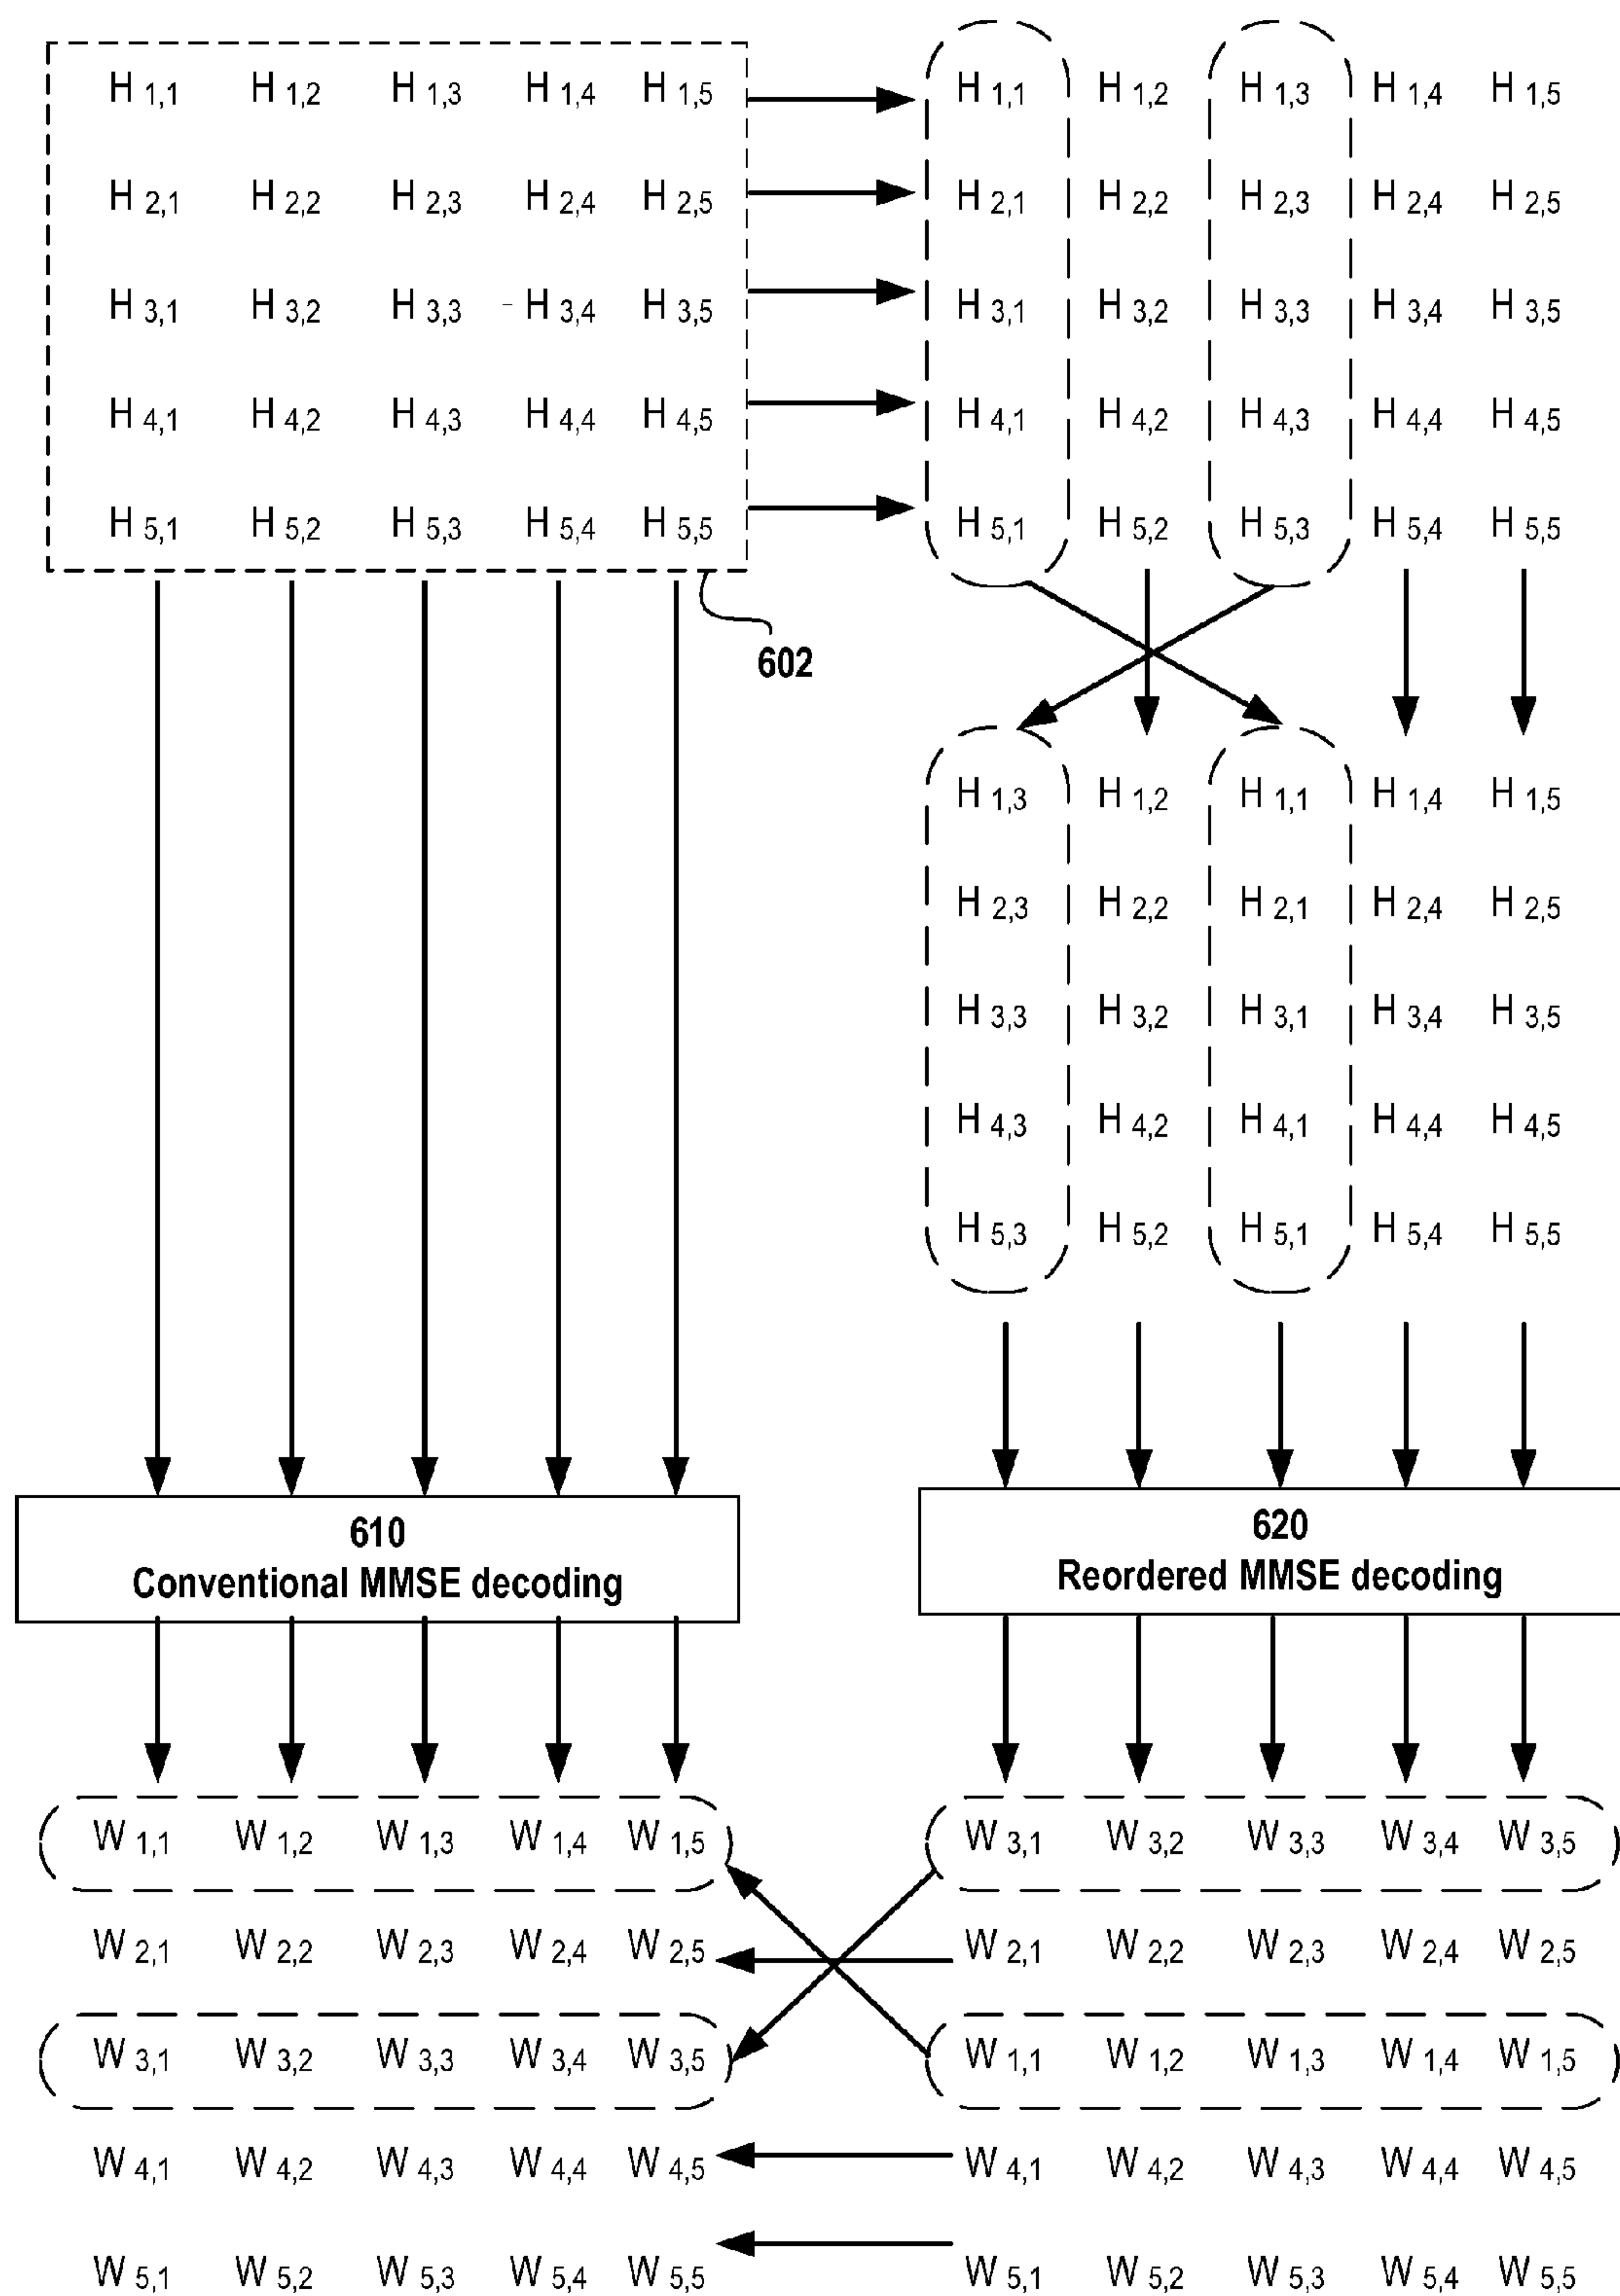 H 1,1 H 1,2 H 1,3 H 1,4 H 1,5 H 1,1 H 1,2 H 1,3 H 1,4 H 1,5
H 2,1 H 2,2 H 2,3 H 2,4 H 2,5 H 2,1 H 2,2 H 2,3 H 2,4 H 2,5
H 3,1 H 3,2 H 3,3 H 3,4 H 3,5 H 3,1 H 3,2 H 3,3 H 3,4 H 3,5
H 4,1 H 4,2 H 4,3 H 4,4 H 4,5 H 4,1 H 4,2 H 4,3 H 4,4 H 4,5
H 5,1 H 5,2 H 5,3 H 5,4 H 5,5 H 5,1 H 5,2 H 5,3 H 5,4 H 5,5
602
H 1,3 H 1,2 H 1,1 H 1,4 H 1,5
H 2,3 H 2,2 H 2,1 H 2,4 H 2,5
H 3,3 H 3,2 H 3,1 H 3,4 H 3,5
H 4,3 H 4,2 H 4,1 H 4,4 H 4,5
H 5,3 H 5,2 H 5,1 H 5,4 H 5,5
610
Conventional MMSE decoding
620
Reordered MMSE decoding
W 1,1 W 1,2 W 1,3 W 1,4 W 1,5 W 3,1 W 3,2 W 3,3 W 3,4 W 3,5
W 2,1 W 2,2 W 2,3 W 2,4 W 2,5 W 2,1 W 2,2 W 2,3 W 2,4 W 2,5
W 3,1 W 3,2 W 3,3 W 3,4 W 3,5 W 1,1 W 1,2 W 1,3 W 1,4 W 1,5
W 4,1 W 4,2 W 4,3 W 4,4 W 4,5 W 4,1 W 4,2 W 4,3 W 4,4 W 4,5
W 5,1 W 5,2 W 5,3 W 5,4 W 5,5 W 5,1 W 5,2 W 5,3 W 5,4 W 5,5